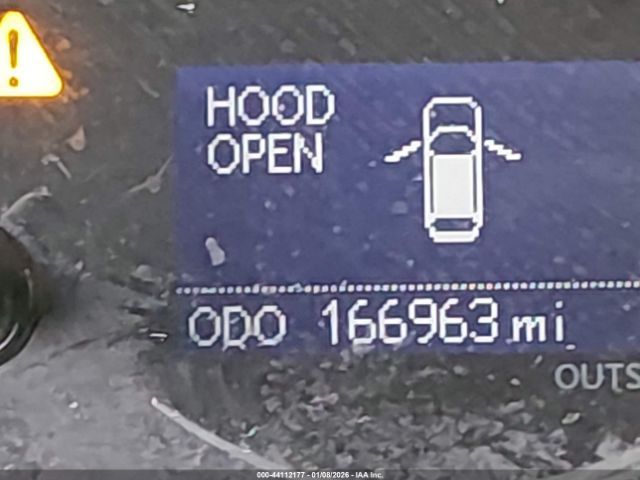 HOOD
OPEN
ODO 166963 mi
OUTS
000-44112177 - 01/08/2026 - IAA Inc.